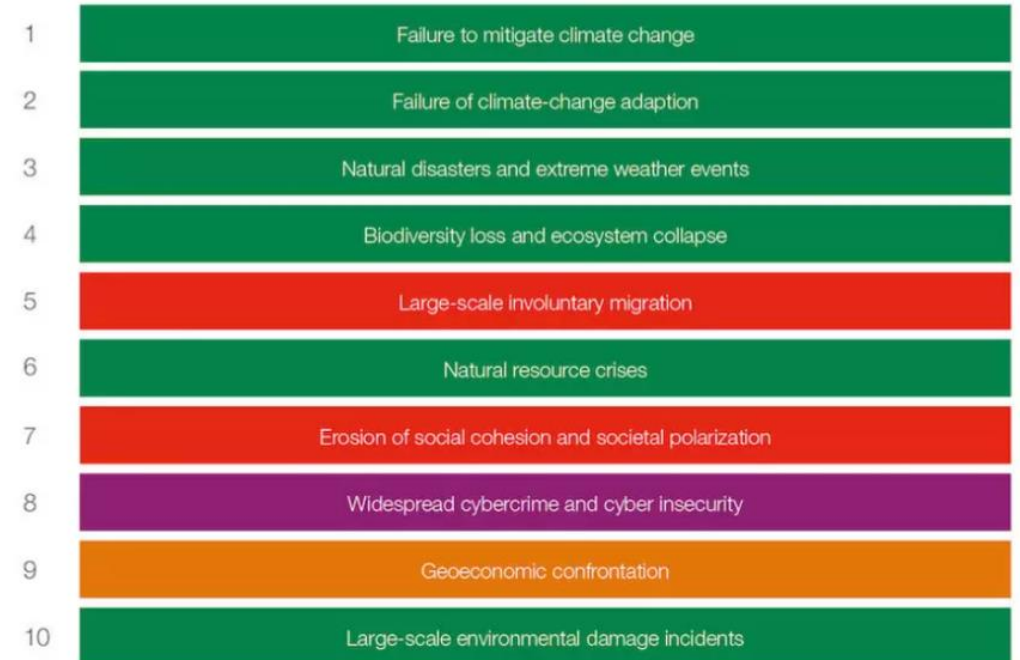 1 Failure to mitigate climate change
2 Failure of climate-change adaption
3 Natural disasters and extreme weather events
4 Biodiversity loss and ecosystem collapse
5 Large-scale involuntary migration
6 Natural resource crises
7 Erosion of social cohesion and societal polarization
8 Widespread cybercrime and cyber insecurity
9 Geoeconomic confrontation
10 Large-scale environmental damage incidents